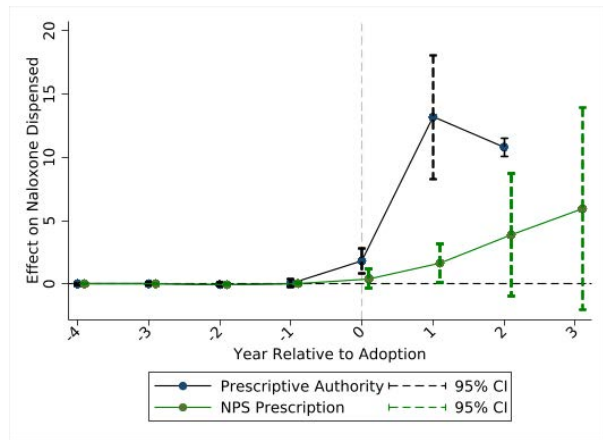 20
15
10
5
0
Effect on Naloxone Dispensed
-4 -3 -2 -1 0 1 2 3
Year Relative to Adoption
Prescriptive Authority 95% CI
NPS Prescription 95% CI